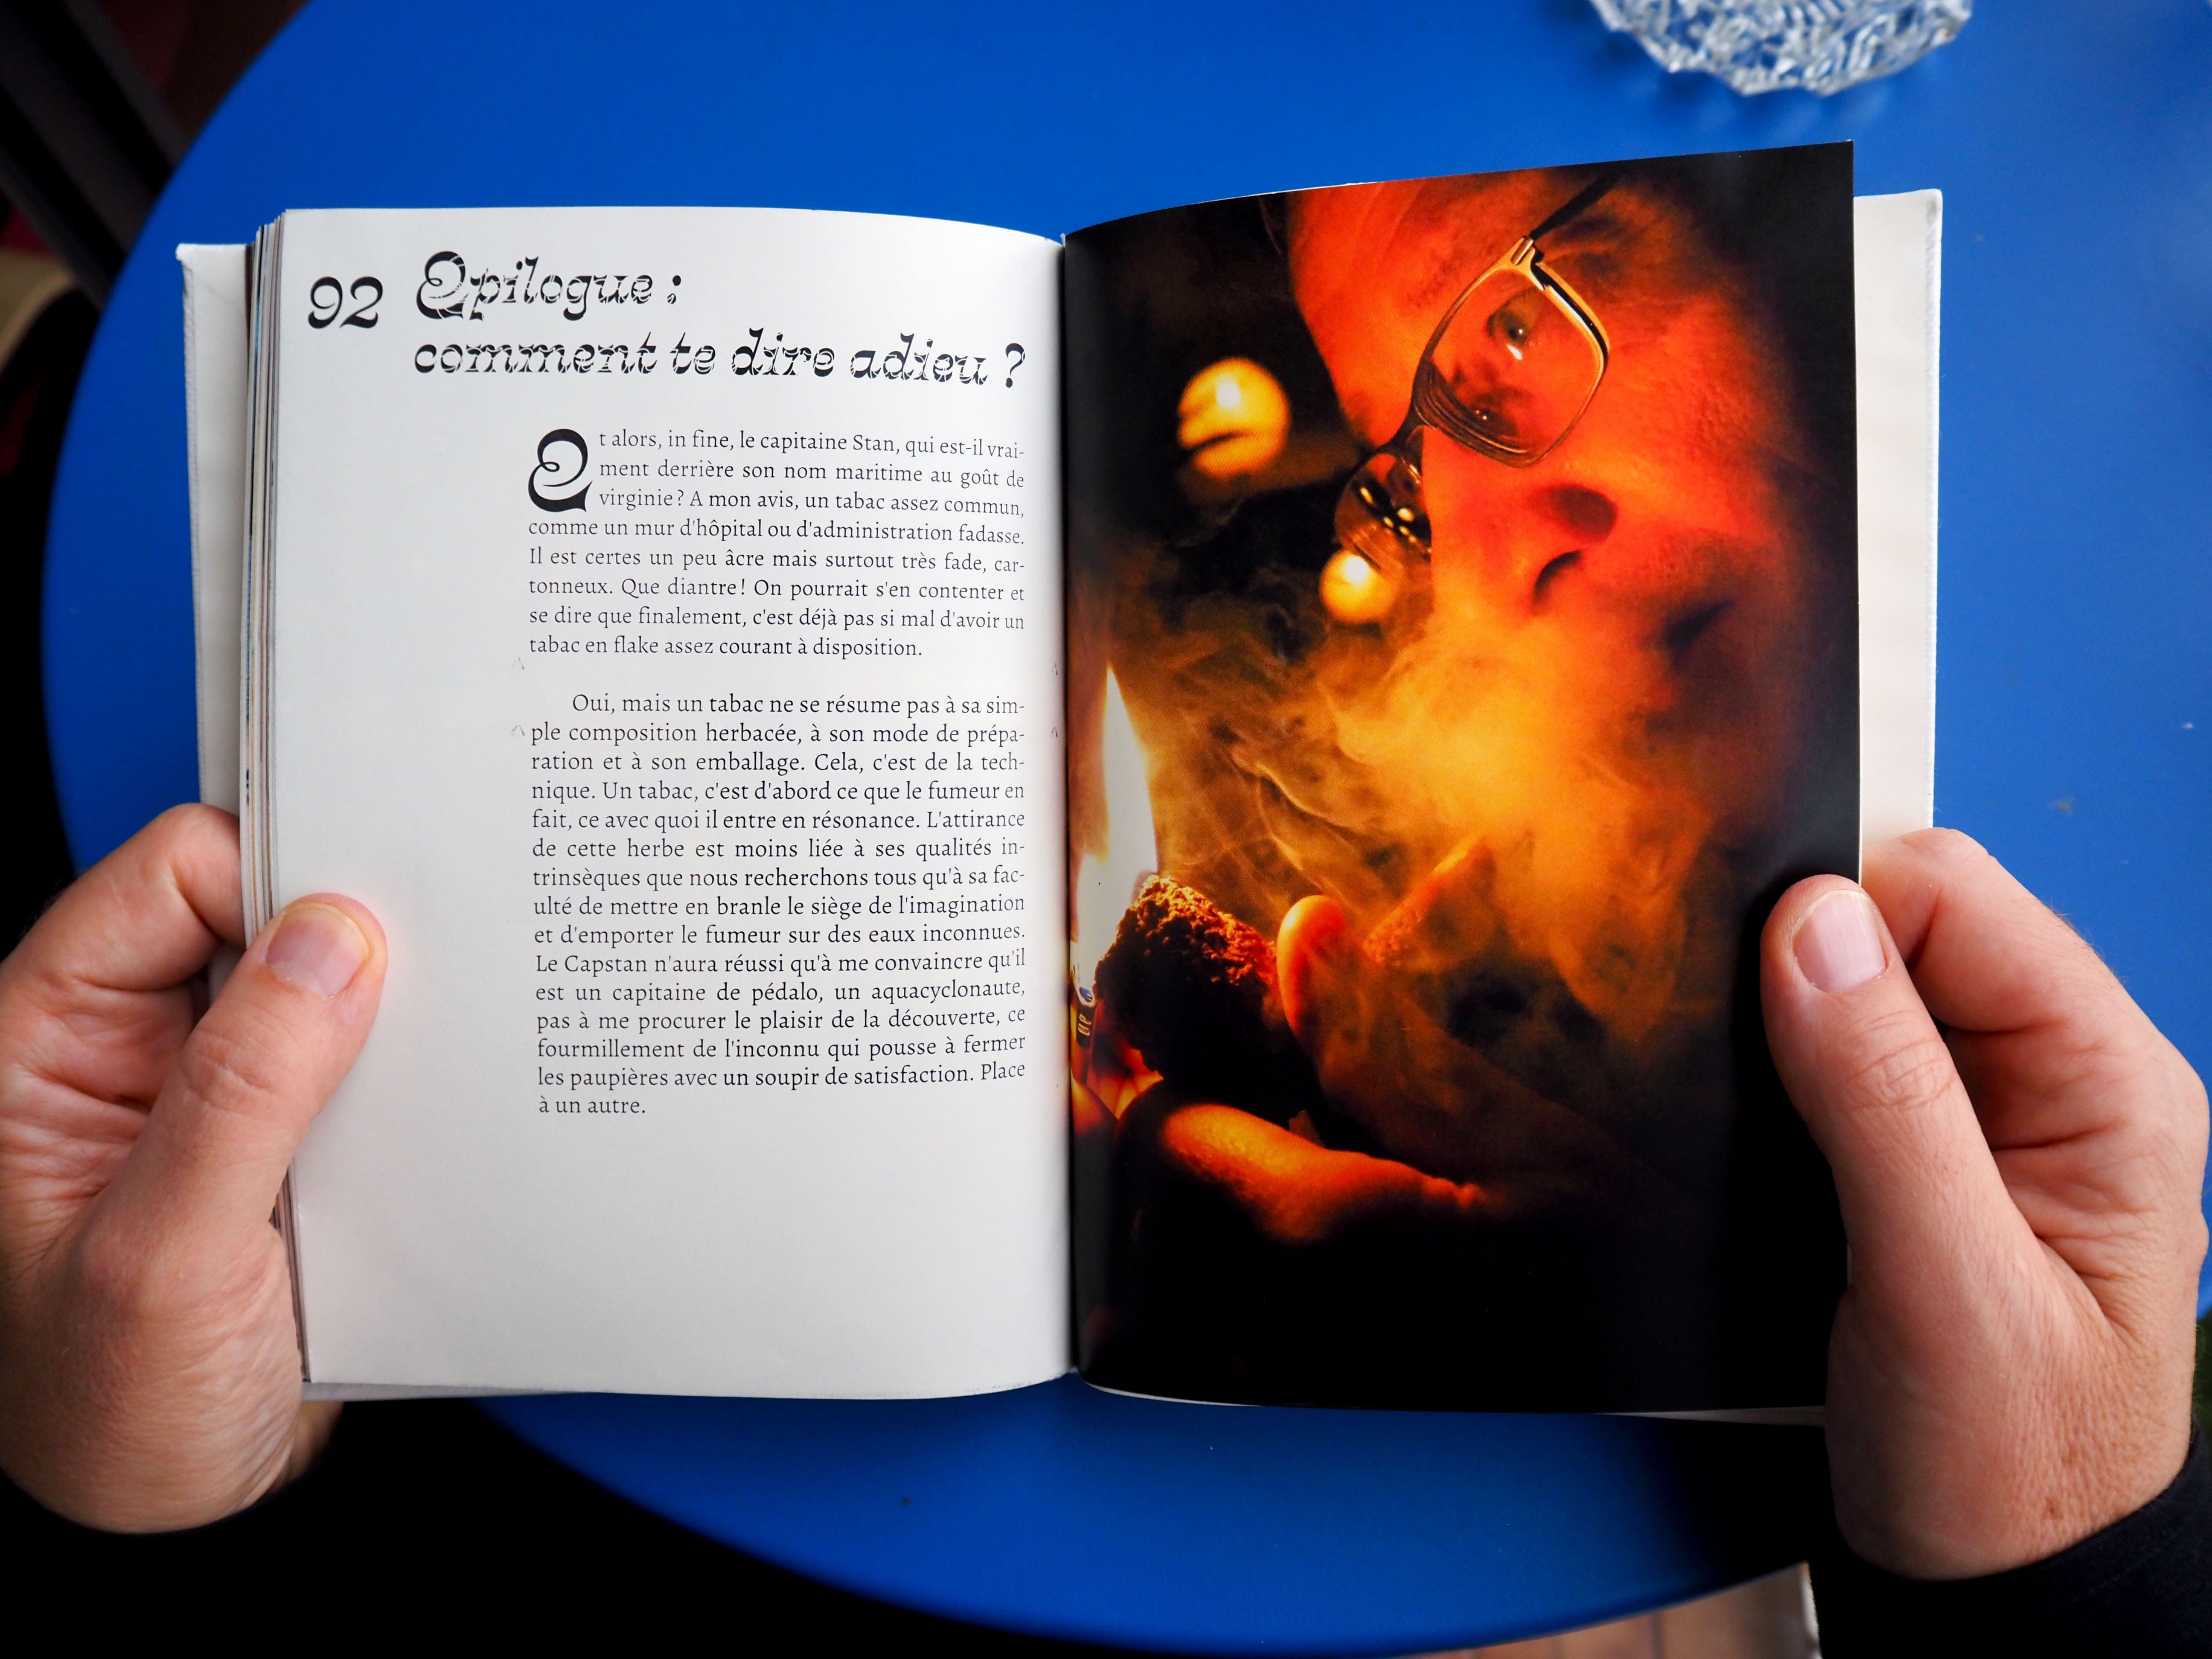 92
Epilogue :
comment te dire adieu ?
Et alors, in fine, le capitaine Stan, qui est-il vrai-
ment derrière son nom maritime au goût de
virginie ? A mon avis, un tabac assez commun,
comme un mur d'hôpital ou d'administration fadasse.
Il est certes un peu âcre mais surtout très fade, car-
tonneux. Que diantre ! On pourrait s'en contenter et
se dire que finalement, c'est déjà pas si mal d'avoir un
tabac en flake assez courant à disposition.
Oui, mais un tabac ne se résume pas à sa sim-
ple composition herbacée, à son mode de prépa-
ration et à son emballage. Cela, c'est de la tech-
nique. Un tabac, c'est d'abord ce que le fumeur en
fait, ce avec quoi il entre en résonance. L'attirance
de cette herbe est moins liée à ses qualités in-
trinsèques que nous recherchons tous qu'à sa fac-
ulté de mettre en branle le siège de l'imagination
et d'emporter le fumeur sur des eaux inconnues.
Le Capstan n'aura réussi qu'à me convaincre qu'il
est un capitaine de pédalo, un aquacyclonaute,
pas à me procurer le plaisir de la découverte, ce
fourmillement de l'inconnu qui pousse à fermer
les paupières avec un soupir de satisfaction. Place
à un autre.